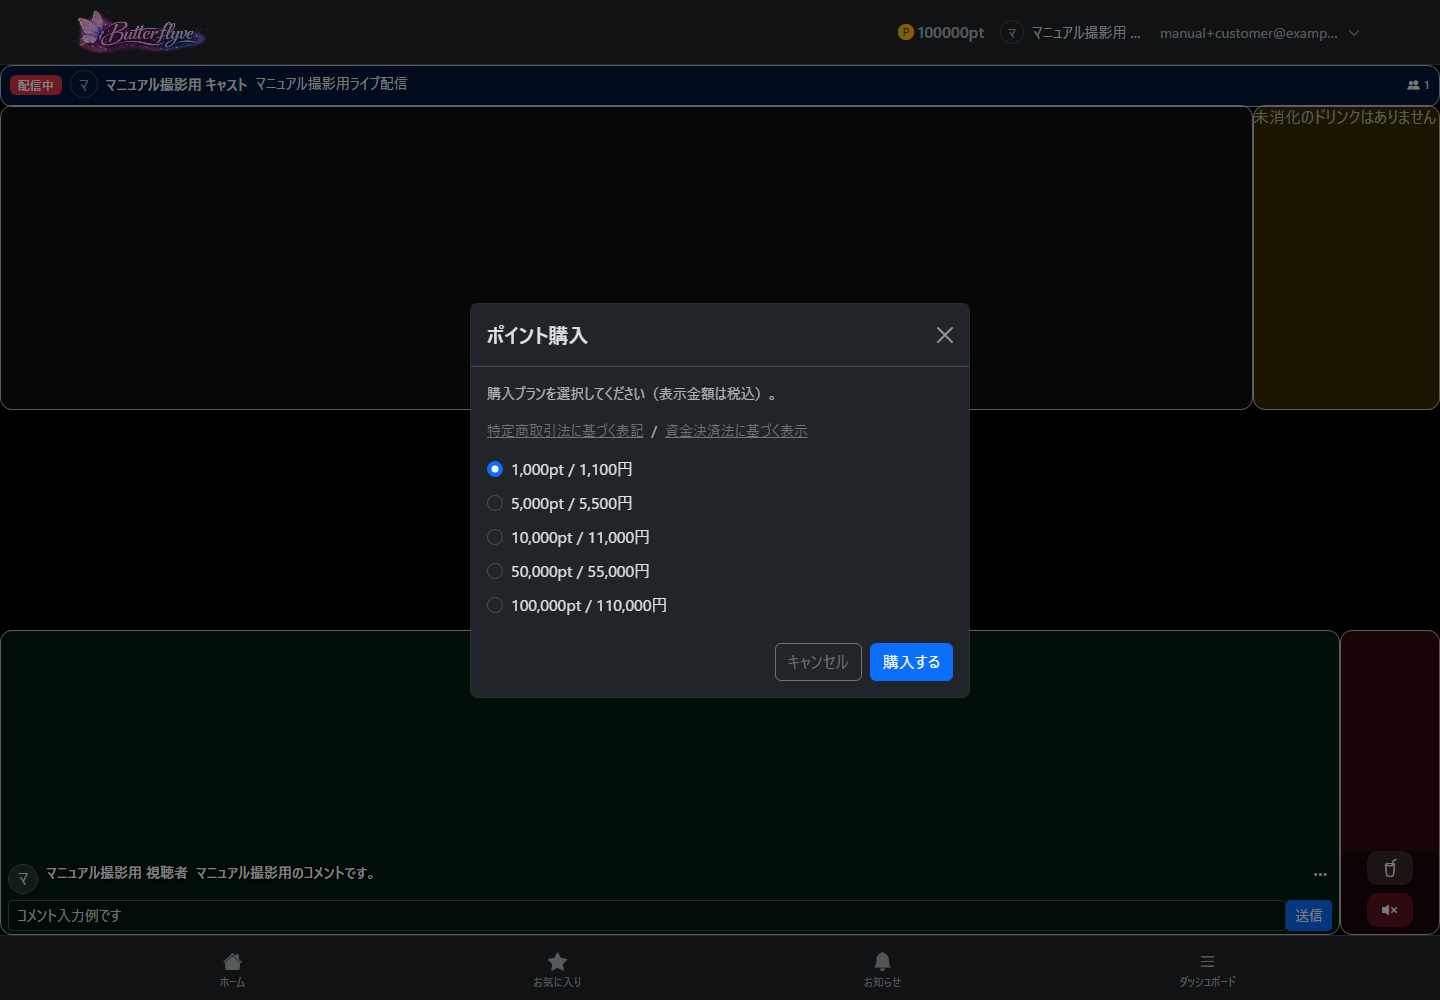 Butterflyve
P 100000pt マ マニュアル撮影用 ... manual+customer@examp...
配信中 マ マニュアル撮影用 キャスト マニュアル撮影用ライブ配信 1
未消化のドリンクはありません
ポイント購入
購入プランを選択してください（表示金額は税込）。
特定商取引法に基づく表記 / 資金決済法に基づく表示
1,000pt / 1,100円
5,000pt / 5,500円
10,000pt / 11,000円
50,000pt / 55,000円
100,000pt / 110,000円
キャンセル 購入する
マ マニュアル撮影用 視聴者 マニュアル撮影用のコメントです。
コメント入力例です 送信
ホーム お気に入り お知らせ ダッシュボード